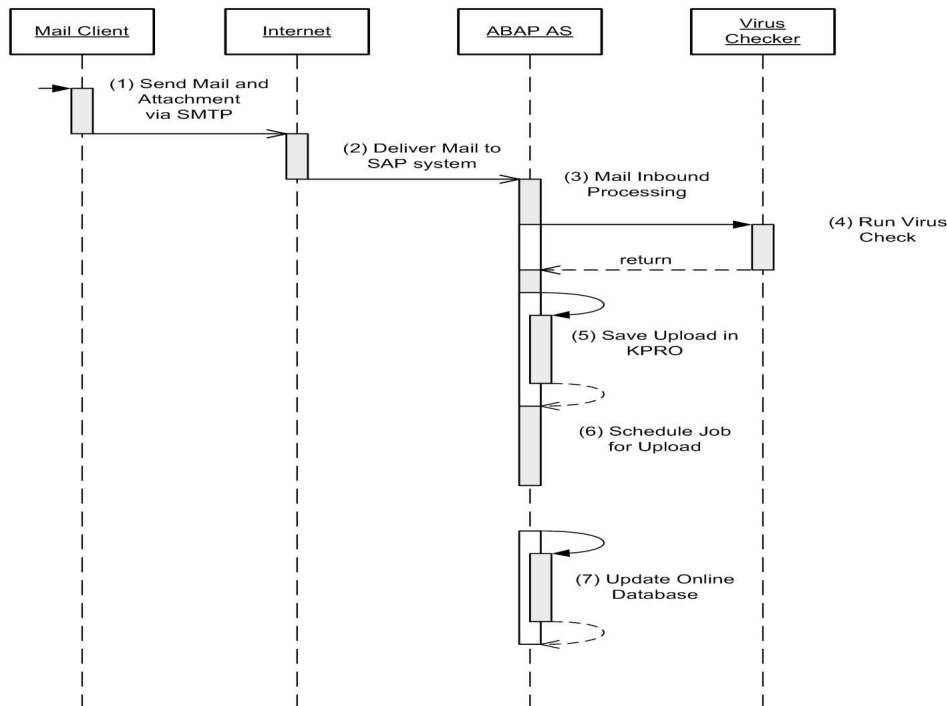 Mail Client
Internet
ABAP AS
Virus
Checker
(1) Send Mail and
Attachment
via SMTP
(2) Deliver Mail to
SAP system
(3) Mail Inbound
Processing
(4) Run Virus
Check
return
(5) Save Upload in
KPRO
(6) Schedule Job
for Upload
(7) Update Online
Database